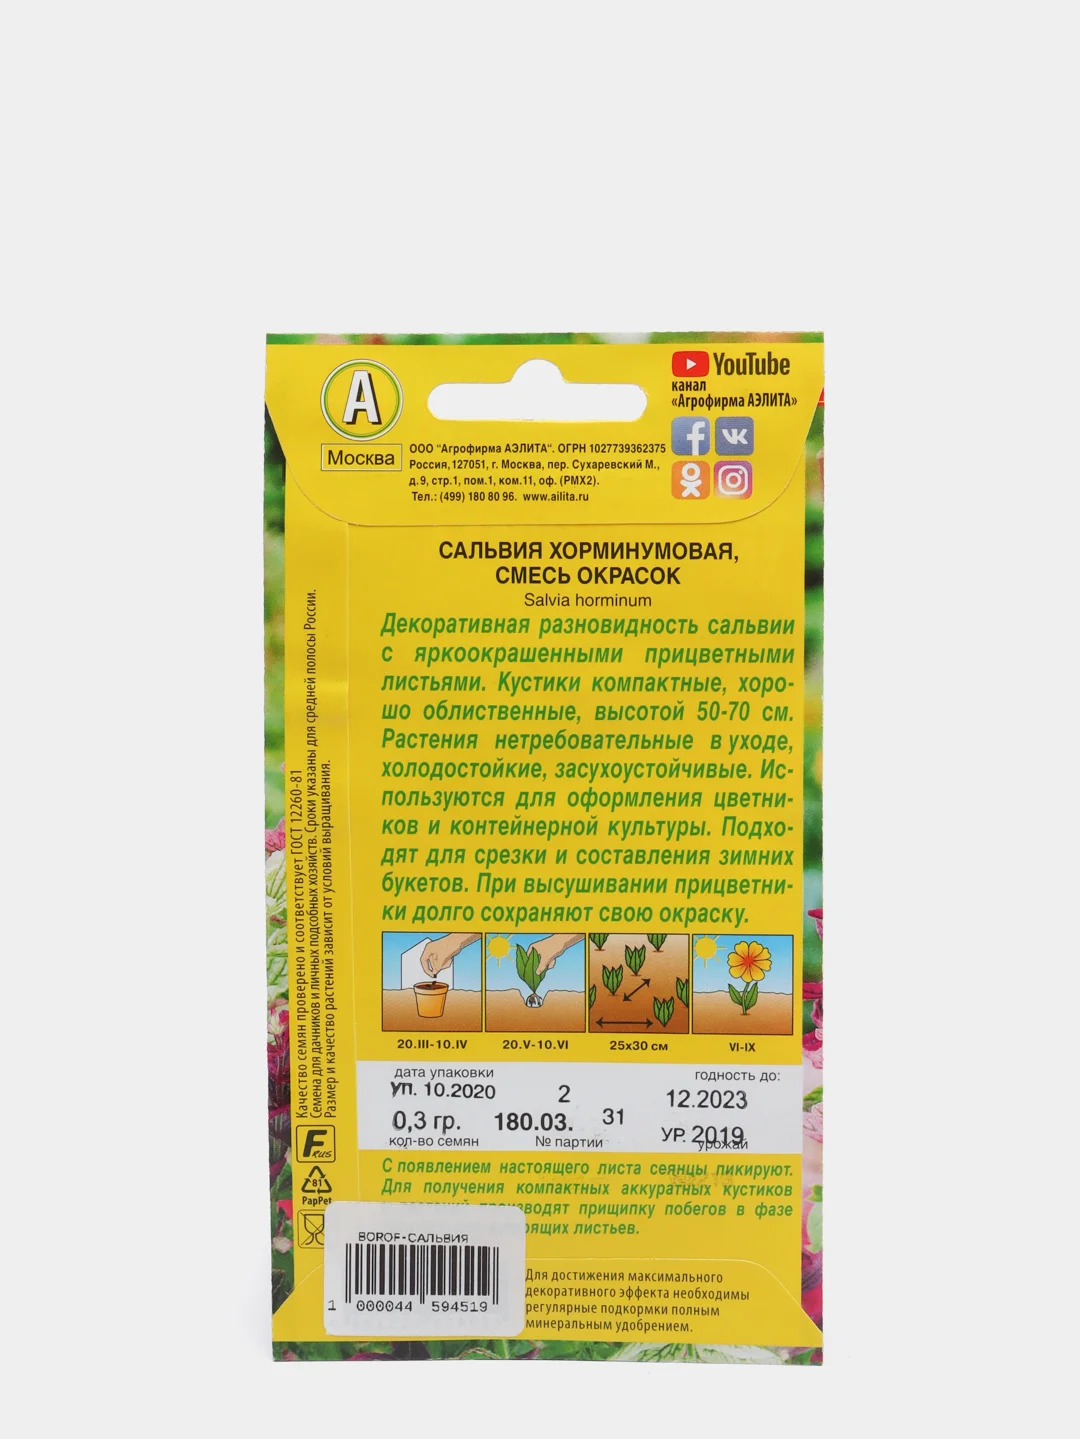 А
Москва
ООО "Агрофирма АЭЛИТА". ОГРН 1027739362375
Россия, 127051, г. Москва, пер. Сухаревский М.,
д.9, стр.1, пом.1, ком.11, оф. (РМХ2).
Тел.: (499) 180 80 96. www.ailita.ru
YouTube
канал
«Агрофирма АЭЛИТА»
САЛЬВИЯ ХОРМИНУМОВАЯ,
СМЕСЬ ОКРАСОК
Salvia horminum
Декоративная разновидность сальвии
с яркоокрашенными прицветными
листьями. Кустики компактные, хоро-
шо облиственные, высотой 50-70 см.
Растения нетребовательные в уходе,
холодостойкие, засухоустойчивые. Ис-
пользуются для оформления цветни-
ков и контейнерной культуры. Подхо-
дят для срезки и составления зимних
букетов. При высушивании прицветни-
ки долго сохраняют свою окраску.
20.III-10.IV 20.V-10.VI 25х30 см VI-IX
дата упаковки годность до:
УП. 10.2020 2 12.2023
0,3 гр. 180.03. 31 УР. 2019
кол-во семян № партии урожай
С появлением настоящего листа сеянцы пикируют.
Для получения компактных аккуратных кустиков
производят прищипку побегов в фазе
листьев.
Для достижения максимального
декоративного эффекта необходимы
регулярные подкормки полным
минеральным удобрением.
BOROF-САЛЬВИЯ
1 000044 594519
Качество семян проверено и соответствует ГОСТ 12260-81
Семена для дачников и личных подсобных хозяйств. Сроки указаны для средней полосы России.
Размер и качество растений зависит от условий выращивания.
F RUS
81
PapPet